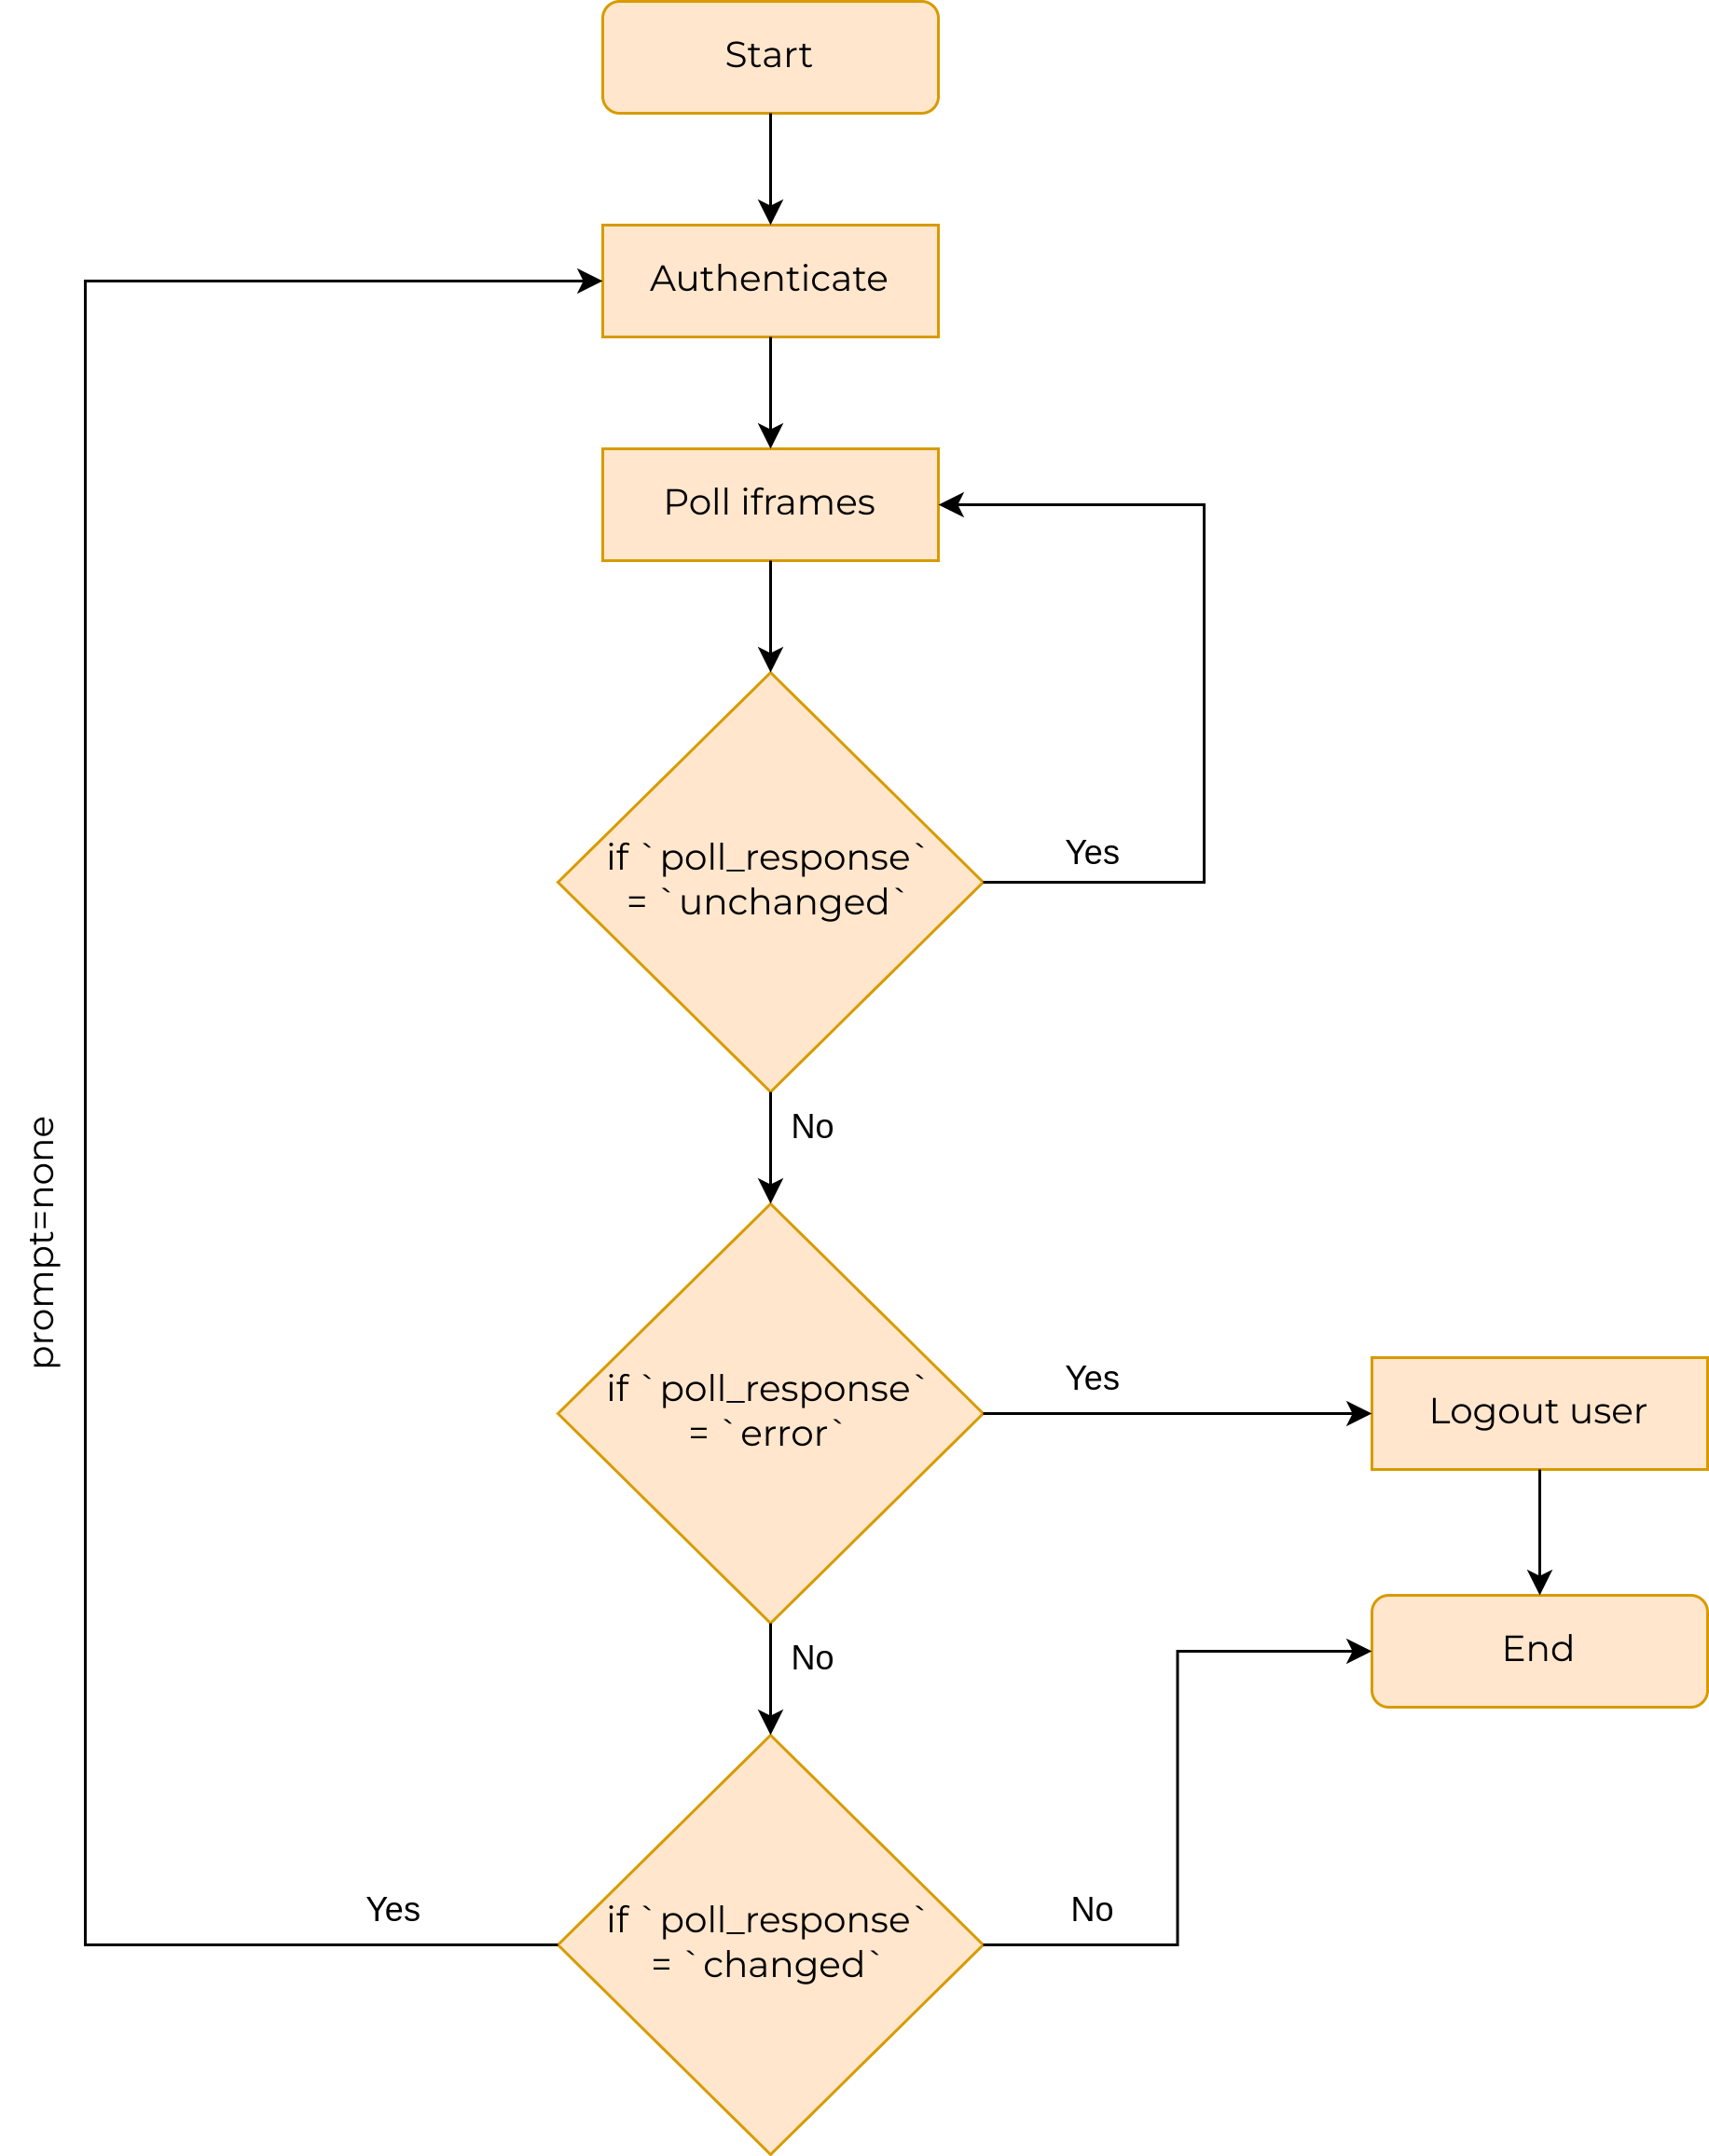 Start
Authenticate
Poll iframes
if `poll_response`
= `unchanged`
Yes
No
prompt=none
if `poll_response`
= `error`
Yes
Logout user
No
End
if `poll_response`
= `changed`
Yes
No